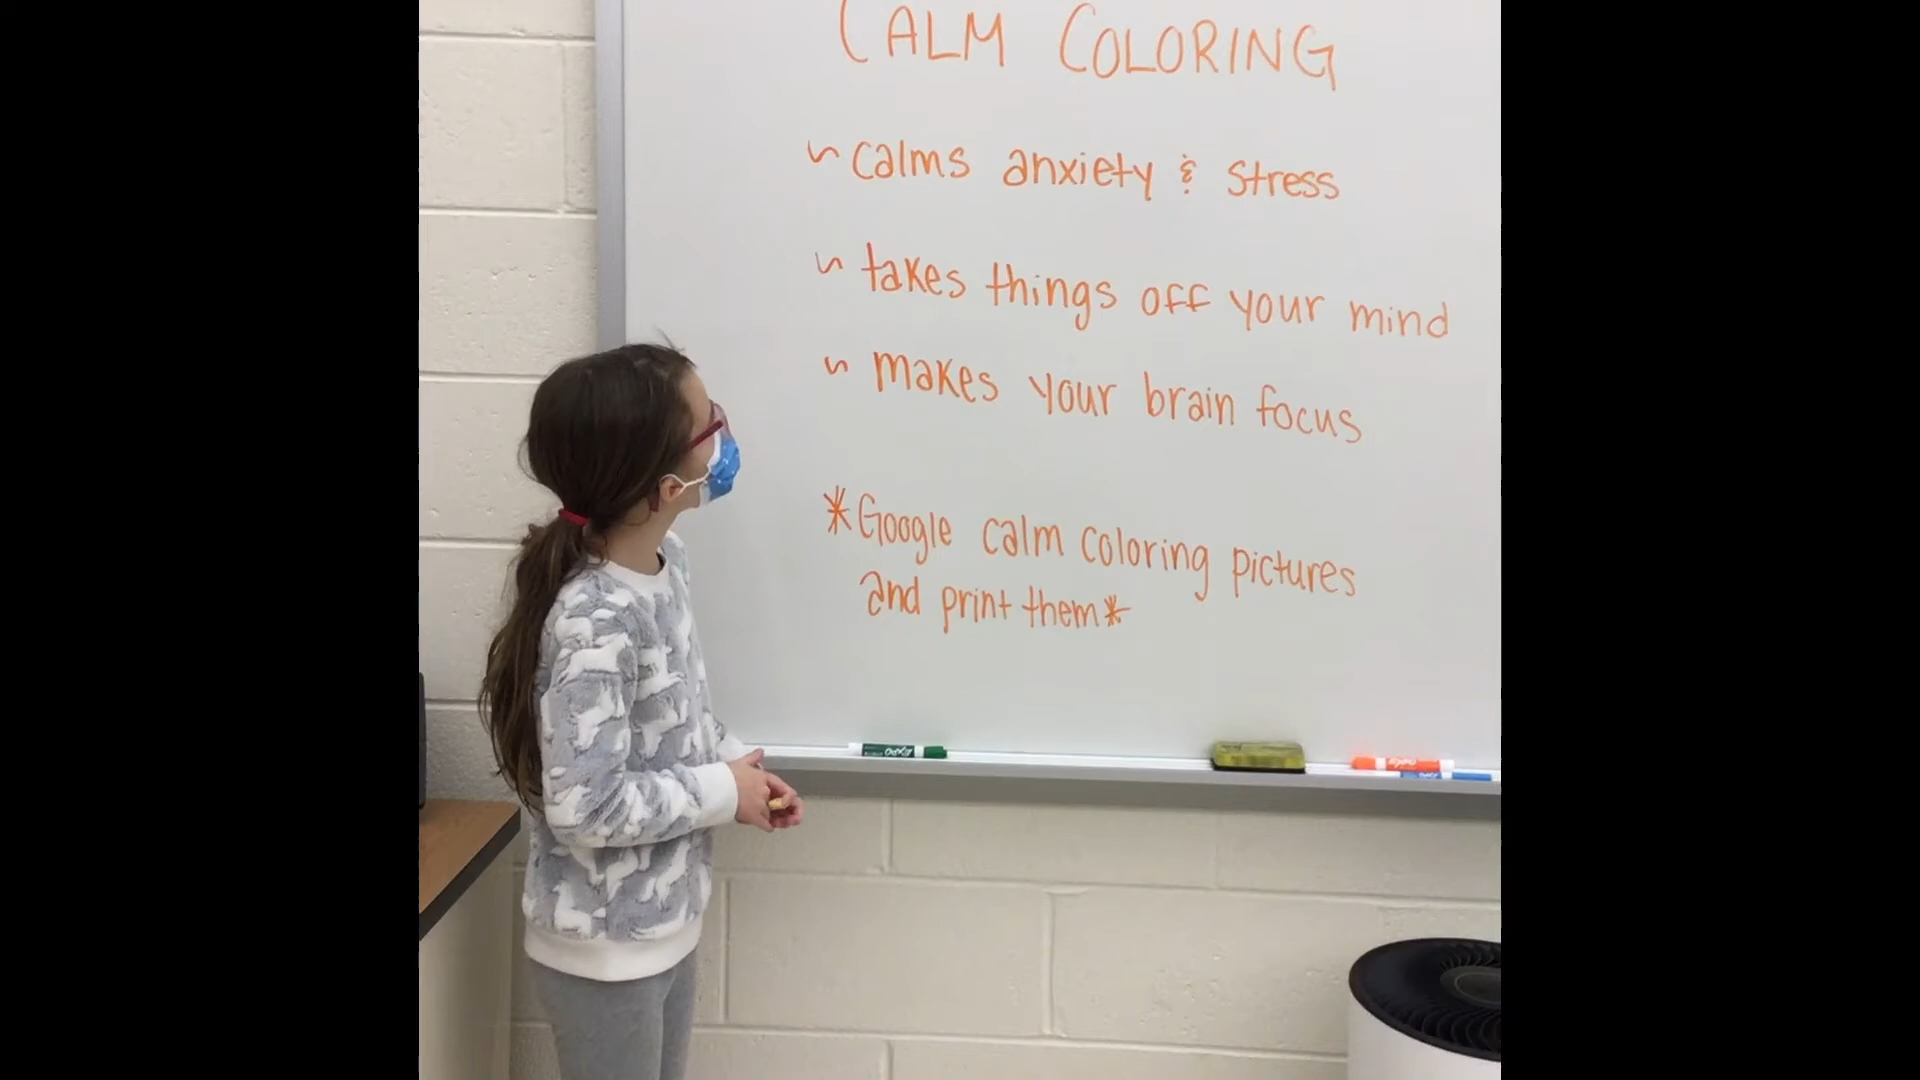 CALM COLORING
~ calms anxiety & stress
~ takes things off your mind
~ makes your brain focus
*Google calm coloring pictures
and print them*
EXPO